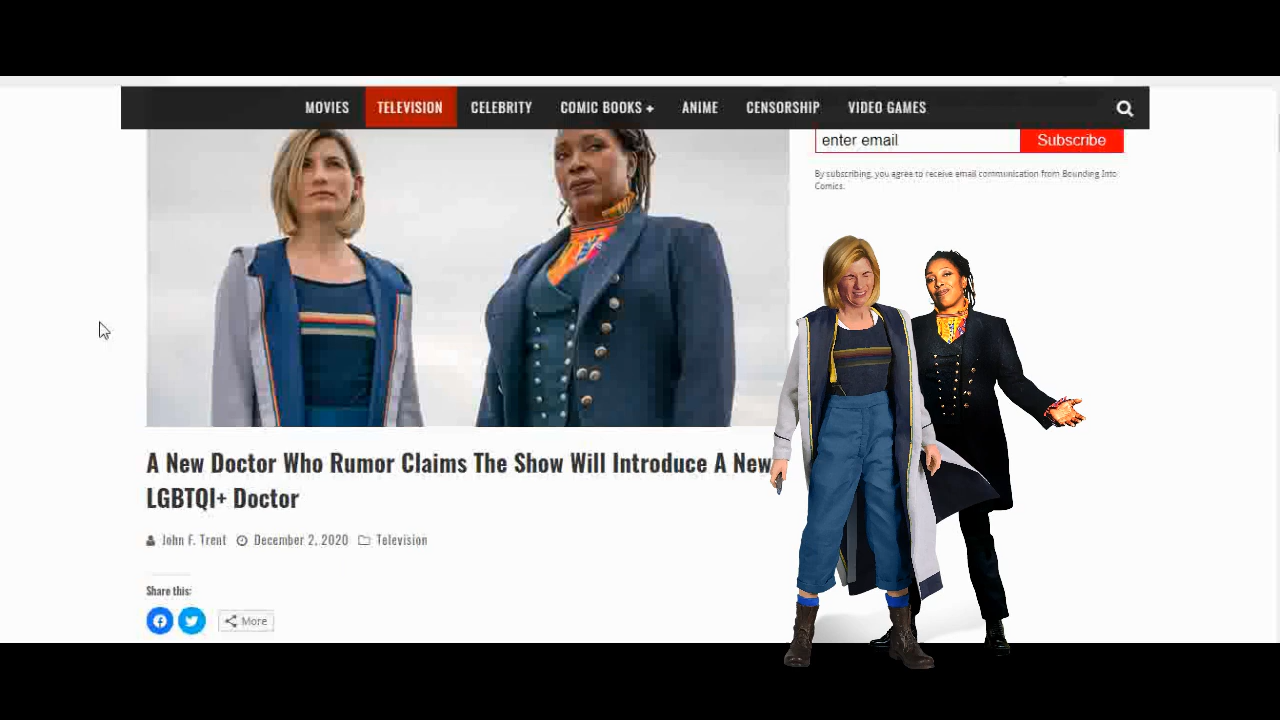 MOVIES TELEVISION CELEBRITY COMIC BOOKS + ANIME CENSORSHIP VIDEO GAMES
enter email Subscribe
By subscribing, you agree to receive email communication from Bounding Into
Comics.
A New Doctor Who Rumor Claims The Show Will Introduce A New
LGBTQI+ Doctor
John F. Trent December 2, 2020 Television
Share this:
More